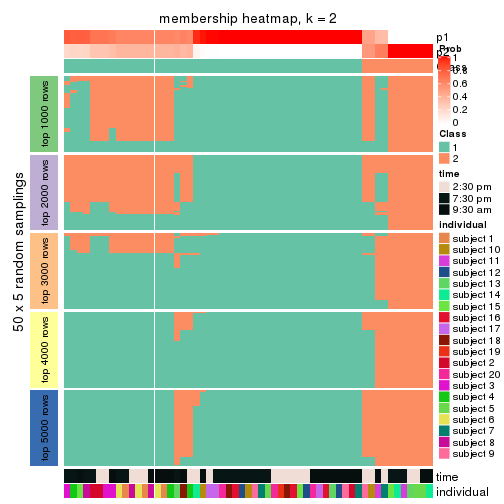 membership heatmap, k = 2
50 x 5 random samplings
top 1000 rows
top 2000 rows
top 3000 rows
top 4000 rows
top 5000 rows
p1
p2
Class
time
individual
Prob
1
0.8
0.6
0.4
0.2
0
Class
1
2
time
2:30 pm
7:30 pm
9:30 am
individual
subject 1
subject 10
subject 11
subject 12
subject 13
subject 14
subject 15
subject 16
subject 17
subject 18
subject 19
subject 2
subject 20
subject 3
subject 4
subject 5
subject 6
subject 7
subject 8
subject 9